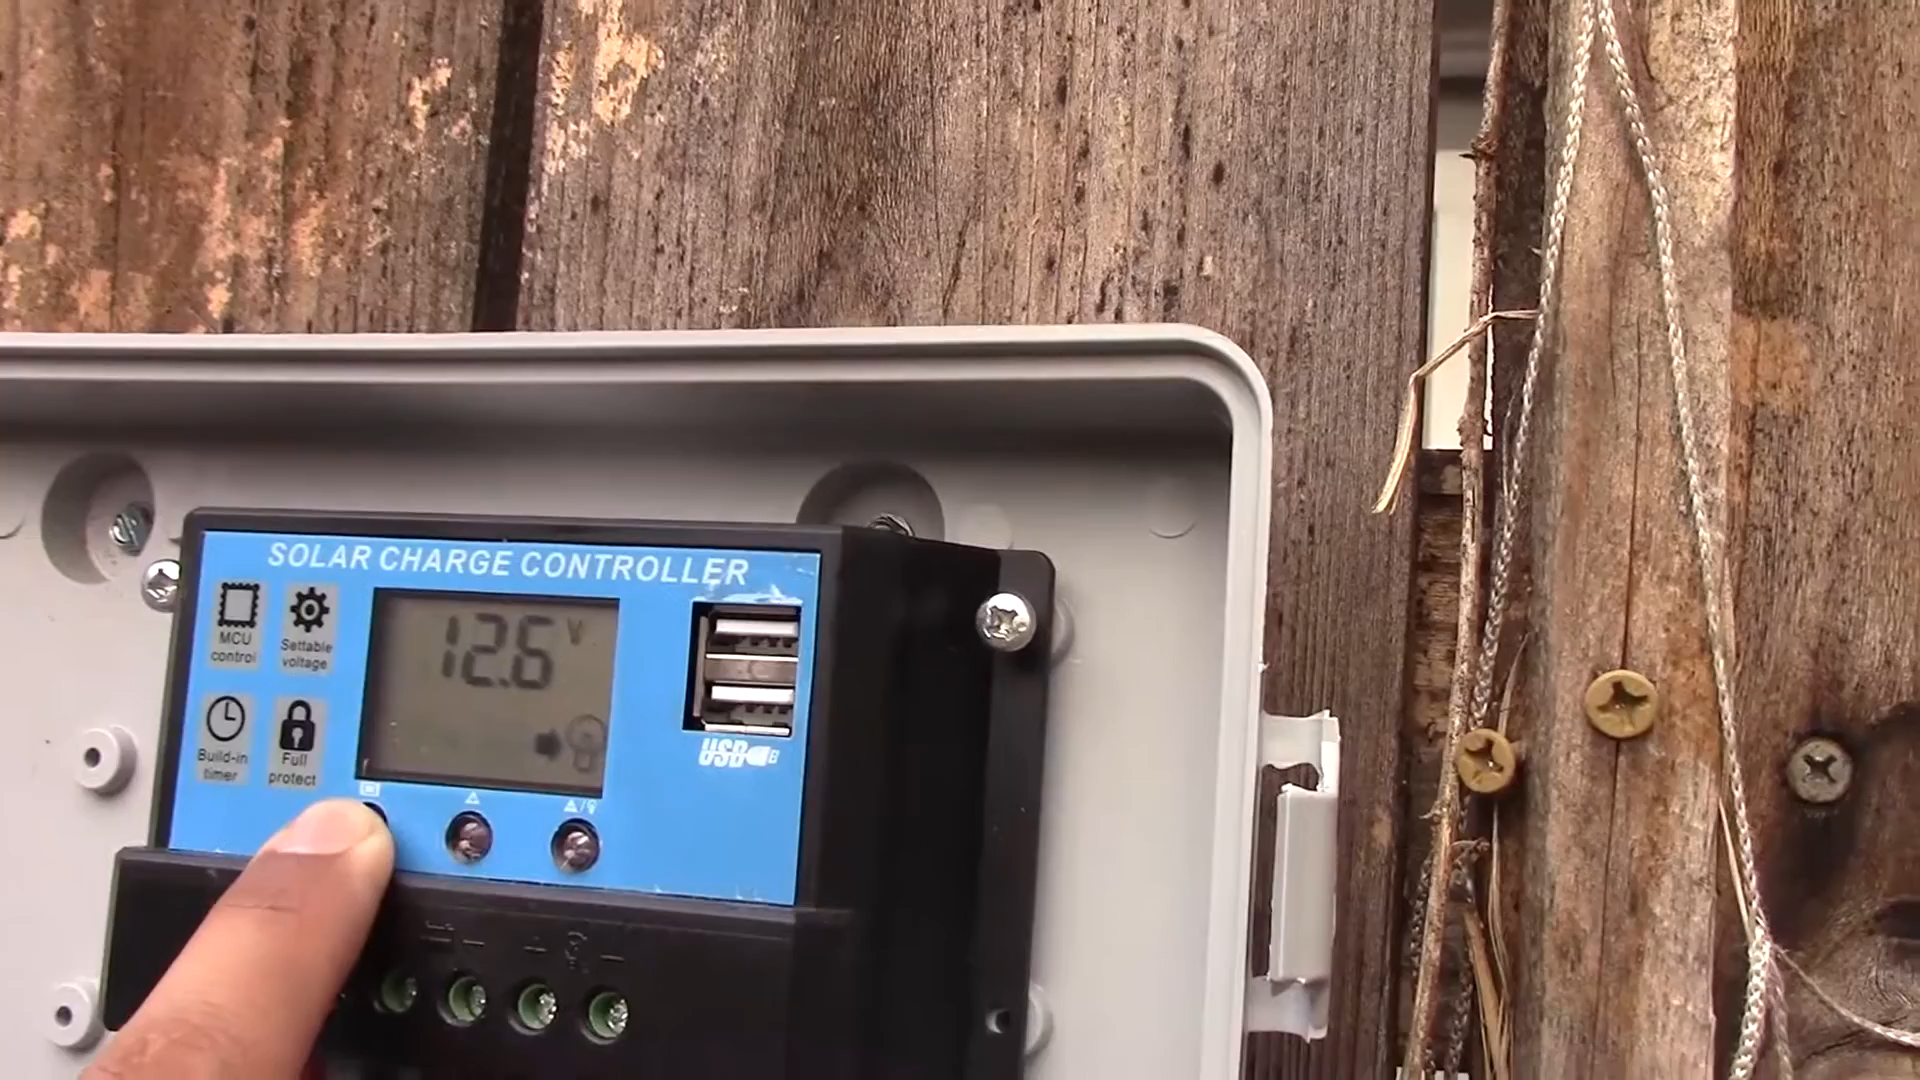 SOLAR CHARGE CONTROLLER
MCU
control
Settable
voltage
12.6 V
Build-in
timer
Full
protect
USB